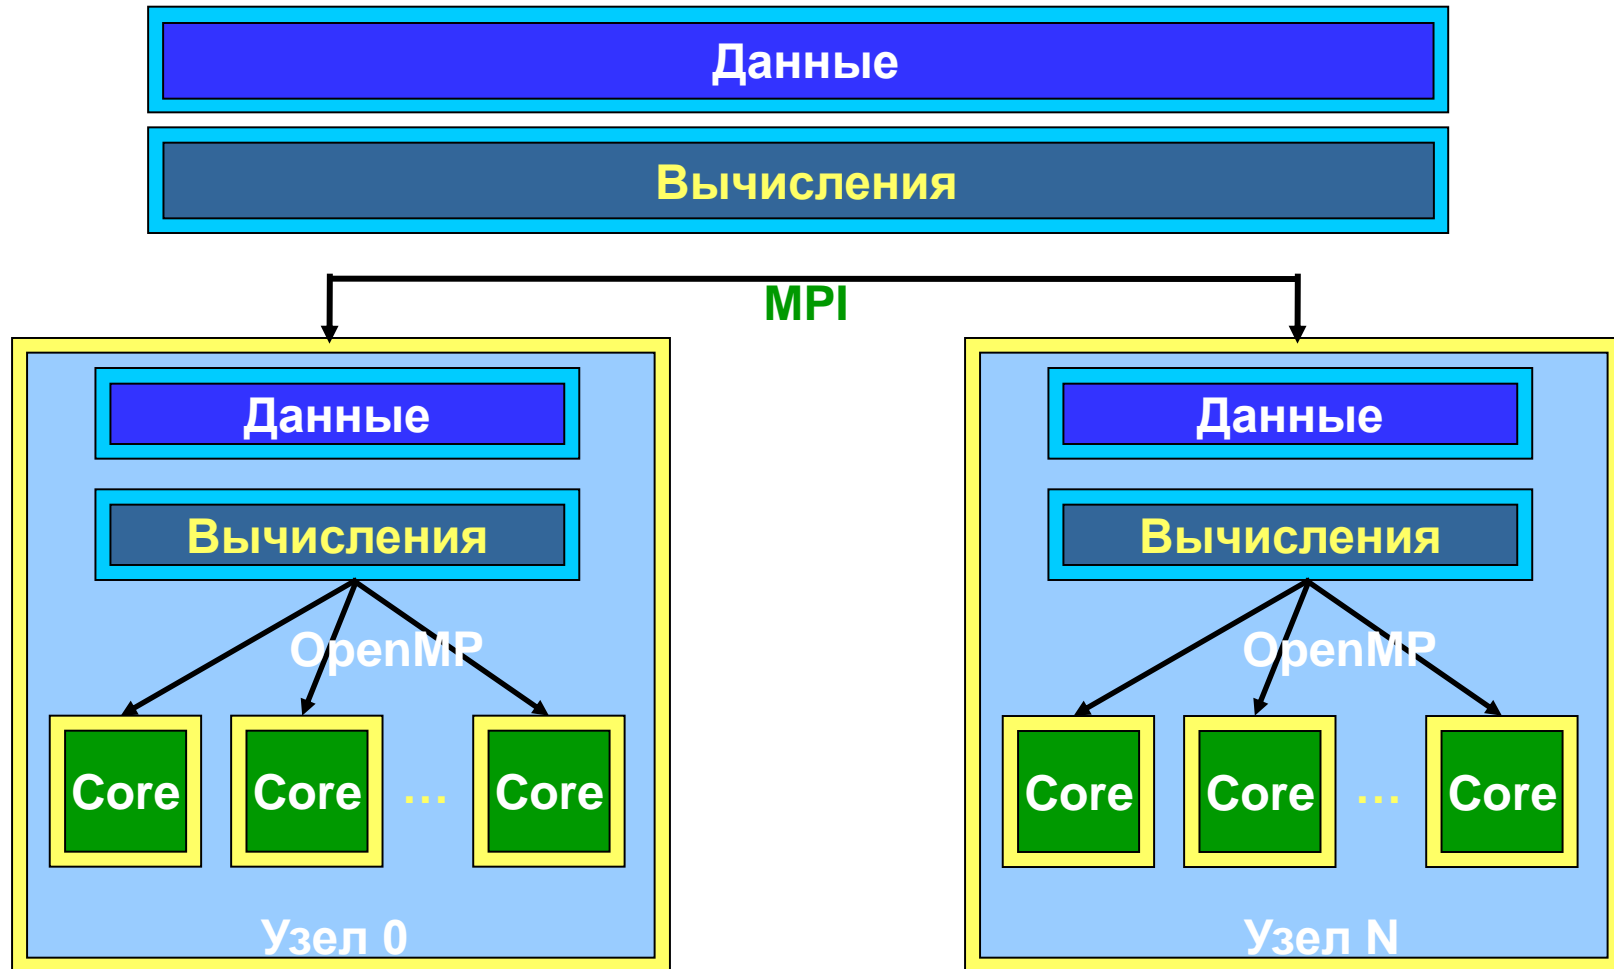 Данные
Вычисления
MPI
Данные
Вычисления
OpenMP
Core Core ... Core
Узел 0
Данные
Вычисления
OpenMP
Core Core ... Core
Узел N